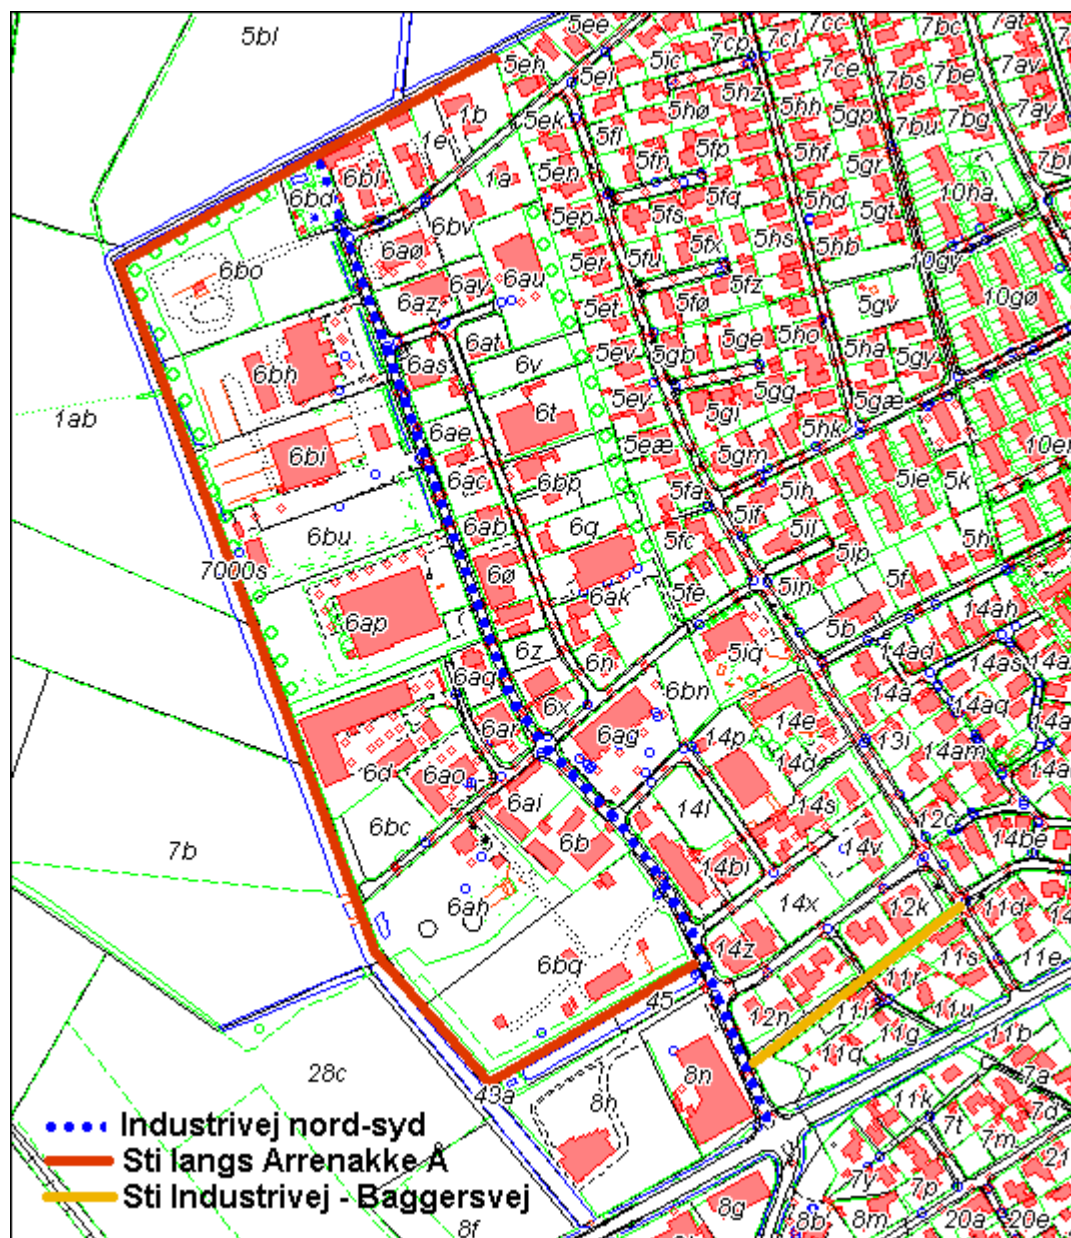 5bl
5ee
7cc
7bc
7at
5eh
5ei
5ic
7cp
7cl
7ce
7bs
7be
7av
1b
5ek
5hø
5hz
5hh
5gp
7bu
7bg
7ay
1e
5fl
5fn
5fp
5hf
5gr
6bl
1a
5en
6bd
6bv
5ep
5fs
5fq
5hd
5gt
10ha
6aø
6au
5er
5fu
5fx
5hs
5hb
10gy
6bo
6az
6ay
5et
5fø
5fz
5gv
10gø
6at
5gb
5ge
5ho
5ha
5gy
6bh
6as
6v
5ev
5gg
1ab
6t
5ey
5gi
5gæ
6bi
6ae
5eæ
5gm
5hk
6ac
6bp
5fa
5ih
5ie
5k
6bu
6ab
6q
5if
5il
5h
7000s
6ø
5fc
5ip
5f
6ap
6ak
5fe
5in
14ah
6z
6n
5iq
5b
14ad
14as
6aq
6x
6bn
14a
14aq
6ar
6ag
14p
14e
13i
14am
6d
6ao
14d
6ai
14l
14s
12c
7b
6bc
6b
14bl
14v
14be
6ah
14x
12k
11d
6bq
14z
11s
11e
45
12n
11i
11r
11u
28c
49a
8n
11q
11g
11b
8h
11k
7a
7t
7d
7m
7y
7p
8f
8g
8b
8m
20a
20e
Industrivej nord-syd
Sti langs Arrenakke Å
Sti Industrivej - Baggersvej